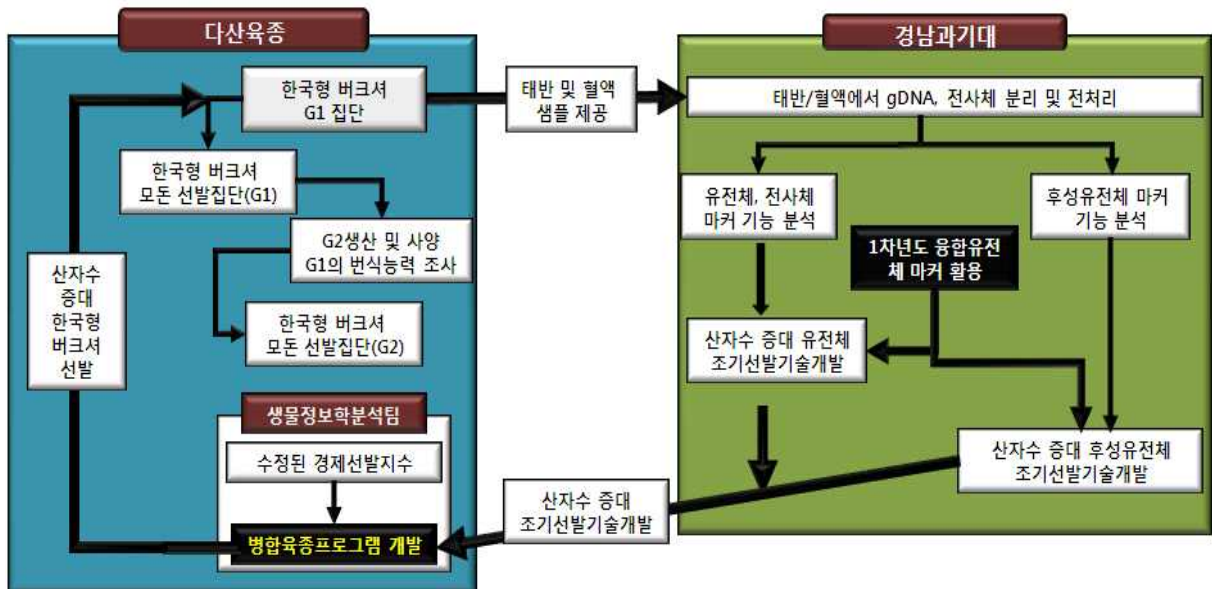 다산육종
한국형 버크셔
G1 집단
한국형 버크셔
모돈 선발집단(G1)
G2생산 및 사양
G1의 번식능력 조사
한국형 버크셔
모돈 선발집단(G2)
산자수
증대
한국형
버크셔
선발
생물정보학분석팀
수정된 경제선발지수
병합육종프로그램 개발
태반 및 혈액
샘플 제공
경남과기대
태반/혈액에서 gDNA, 전사체 분리 및 전처리
유전체, 전사체
마커 기능 분석
후성유전체 마커
기능 분석
1차년도 융합유전
체 마커 활용
산자수 증대 유전체
조기선발기술개발
산자수 증대 후성유전체
조기선발기술개발
산자수 증대
조기선발기술개발